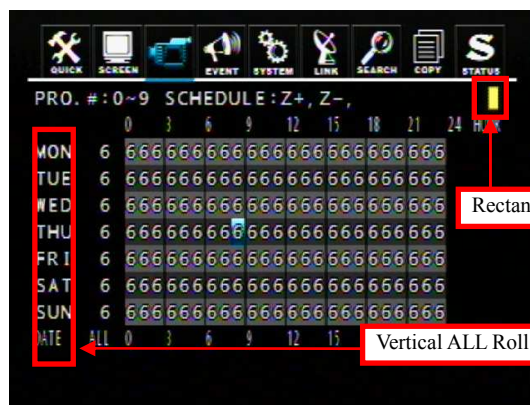 QUICK SCREEN EVENT SYSTEM LINK SEARCH COPY STATUS
PRO. #:0~9 SCHEDULE:Z+,Z-,
0 3 6 9 12 15 18 21 24 HOUR
MON 6 666666666666666666666666
TUE 6 666666666666666666666666
WED 6 666666666666666666666666
Rectan
THU 6 666666666666666666666666
FRI 6 666666666666666666666666
SAT 6 666666666666666666666666
SUN 6 666666666666666666666666
DATE ALL 0 3 6 9 12 15
Vertical ALL Roll